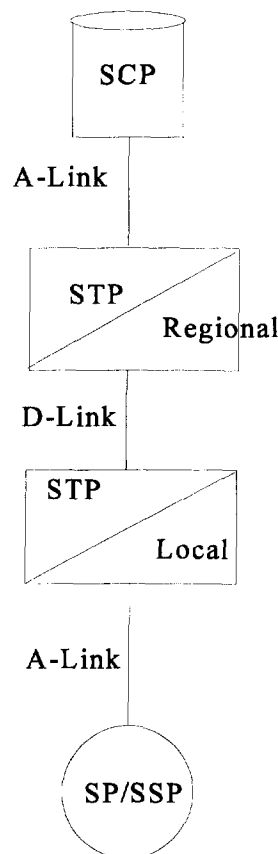 SCP
A-Link
STP
Regional
D-Link
STP
Local
A-Link
SP/SSP